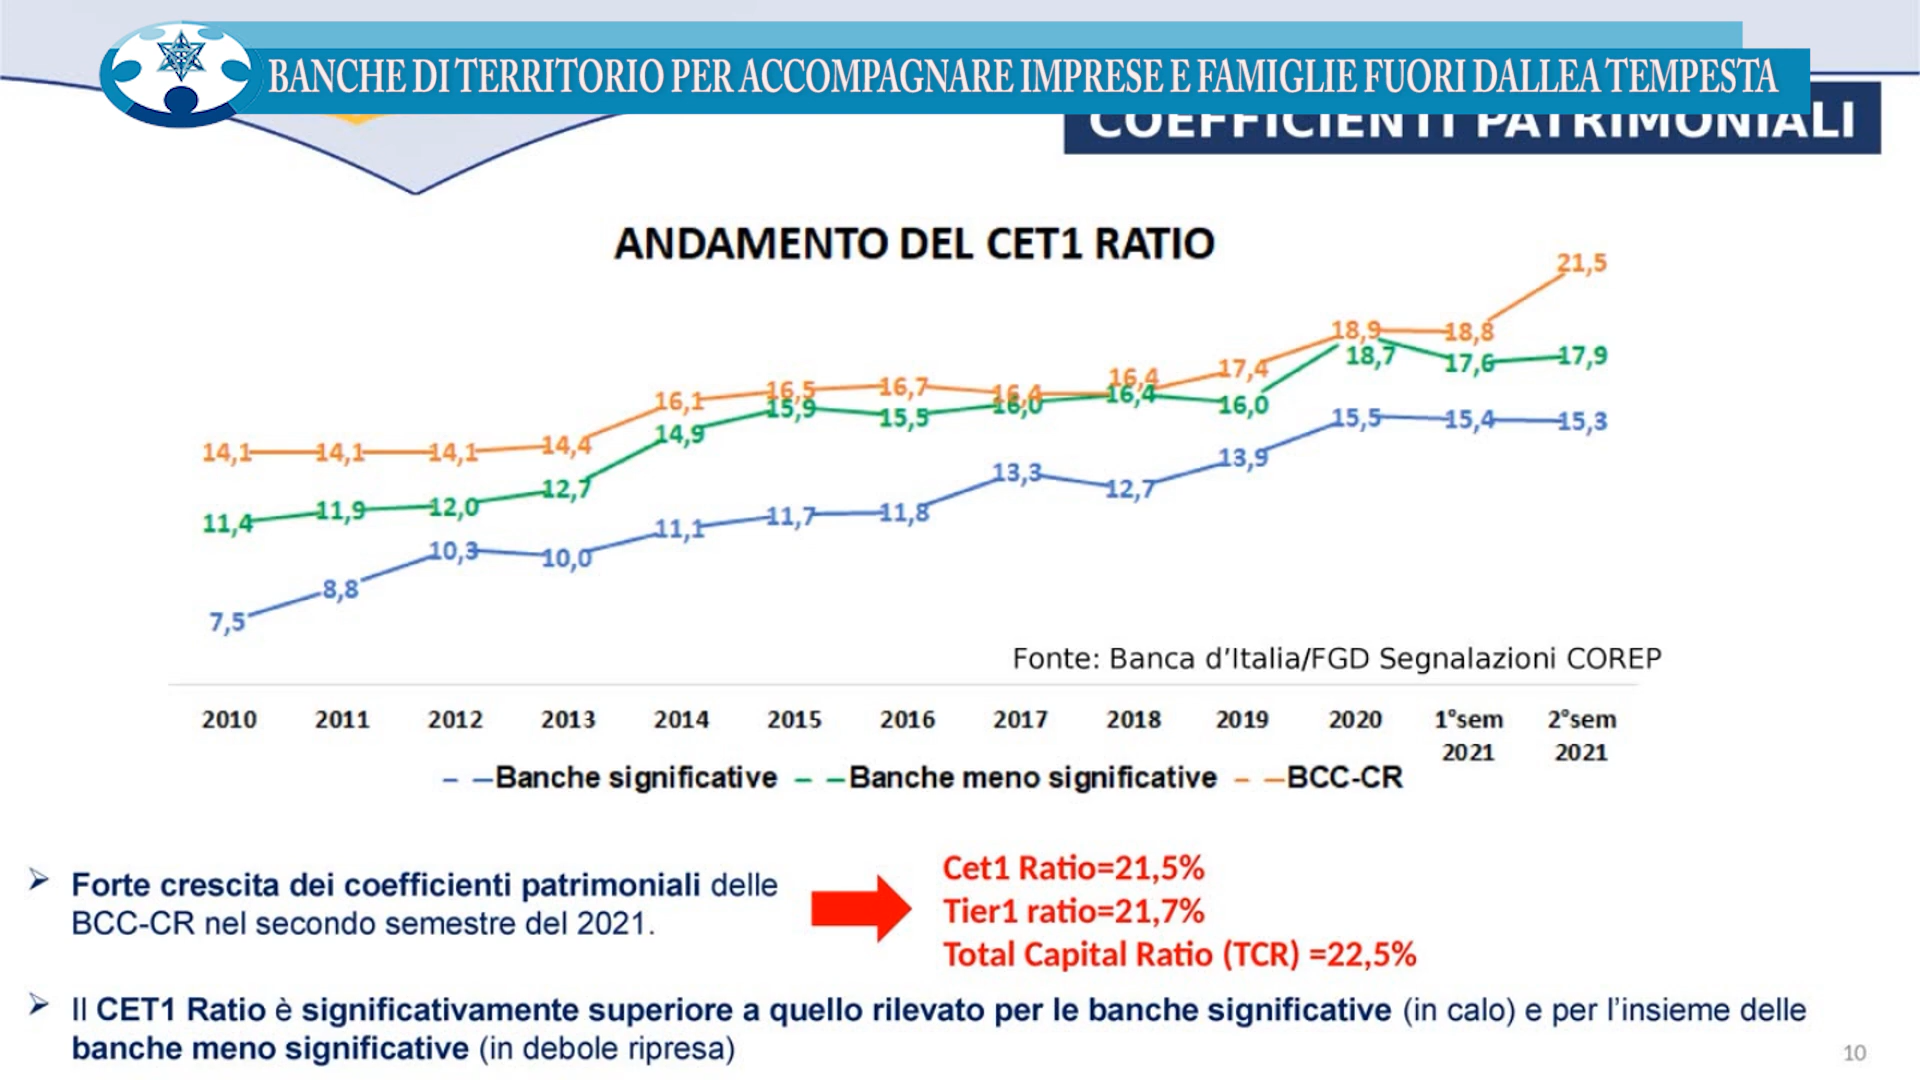 BANCHE DI TERRITORIO PER ACCOMPAGNARE IMPRESE E FAMIGLIE FUORI DALLEA TEMPESTA
COEFFICIENTI PATRIMONIALI
ANDAMENTO DEL CET1 RATIO
14,1 14,1 14,1 14,4 16,1 16,5 16,7 16,4 16,4 17,4 18,9 18,8 21,5
11,4 11,9 12,0 12,7 14,9 15,9 15,5 16,0 16,4 16,0 18,7 17,6 17,9
7,5 8,8 10,3 10,0 11,1 11,7 11,8 13,3 12,7 13,9 15,5 15,4 15,3
Fonte: Banca d’Italia/FGD Segnalazioni COREP
2010 2011 2012 2013 2014 2015 2016 2017 2018 2019 2020 1°sem 2°sem
2021 2021
Banche significative Banche meno significative BCC-CR
Forte crescita dei coefficienti patrimoniali delle
BCC-CR nel secondo semestre del 2021.
Cet1 Ratio=21,5%
Tier1 ratio=21,7%
Total Capital Ratio (TCR) =22,5%
Il CET1 Ratio è significativamente superiore a quello rilevato per le banche significative (in calo) e per l’insieme delle
banche meno significative (in debole ripresa)
10